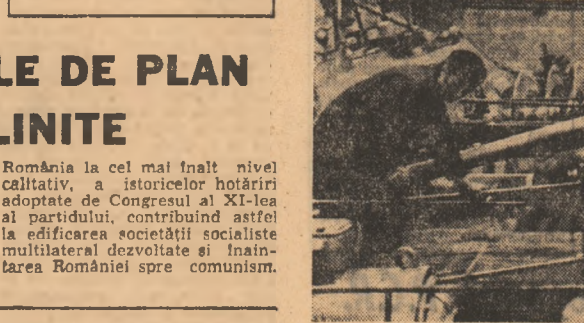 LE DE PLAN
LINITE
România la cel mai înalt nivel
calitativ, a istoricelor hotărîri
adoptate de Congresul al XI-lea
al partidului, contribuind astfel
la edificarea societății socialiste
multilateral dezvoltate și înain-
tarea României spre comunism.